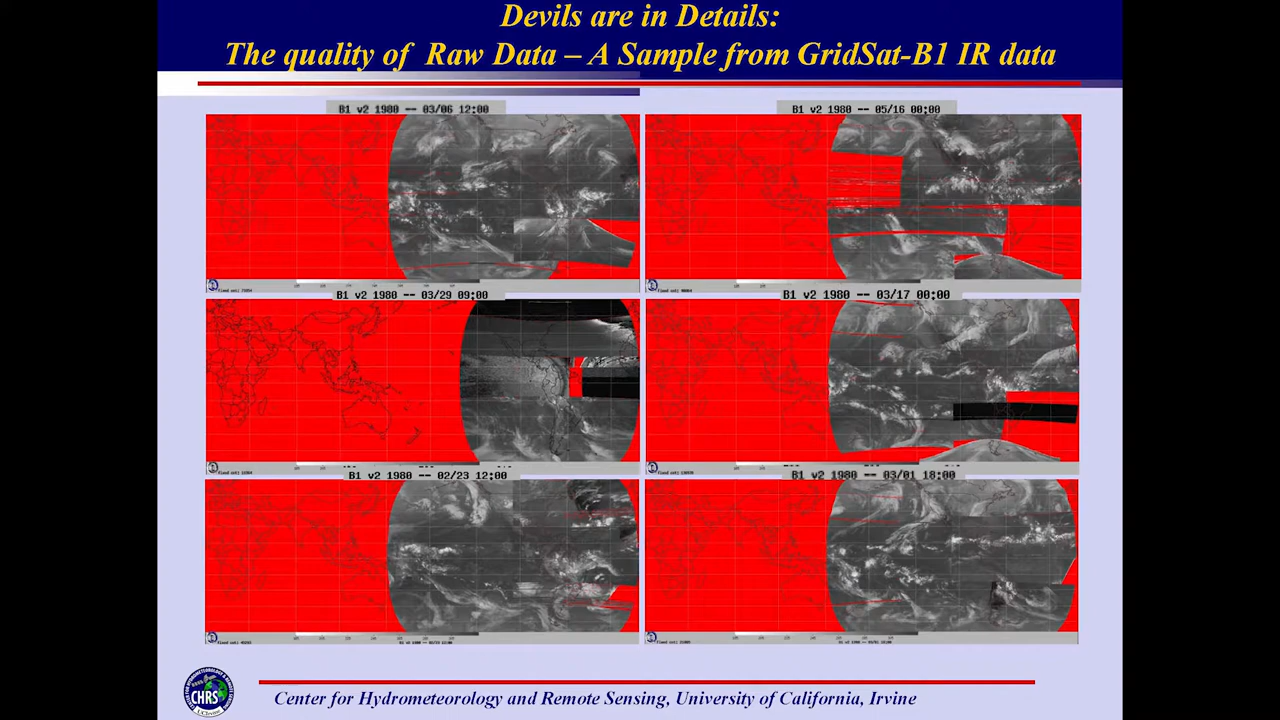 Devils are in Details:
The quality of Raw Data – A Sample from GridSat-B1 IR data
B1 v2 1980 -- 03/06 12:00
B1 v2 1980 -- 05/16 00:00
B1 v2 1980 -- 03/29 09:00
B1 v2 1980 -- 03/17 00:00
B1 v2 1980 -- 02/23 12:00
B1 v2 1980 -- 03/01 18:00
CHRS
Center for Hydrometeorology and Remote Sensing, University of California, Irvine